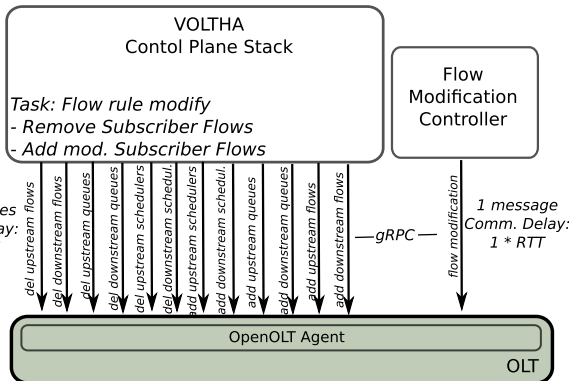 VOLTHA
Contol Plane Stack
Task: Flow rule modify
- Remove Subscriber Flows
- Add mod. Subscriber Flows
Flow
Modification
Controller
del upstream flows
del downstream flows
del upstream queues
del downstream queues
del upstream schedulers
del downstream schedul.
add upstream schedulers
add downstream schedul.
add upstream queues
add downstream queues
add upstream flows
add downstream flows
gRPC
flow modification
1 message
Comm. Delay:
1 * RTT
OpenOLT Agent
OLT